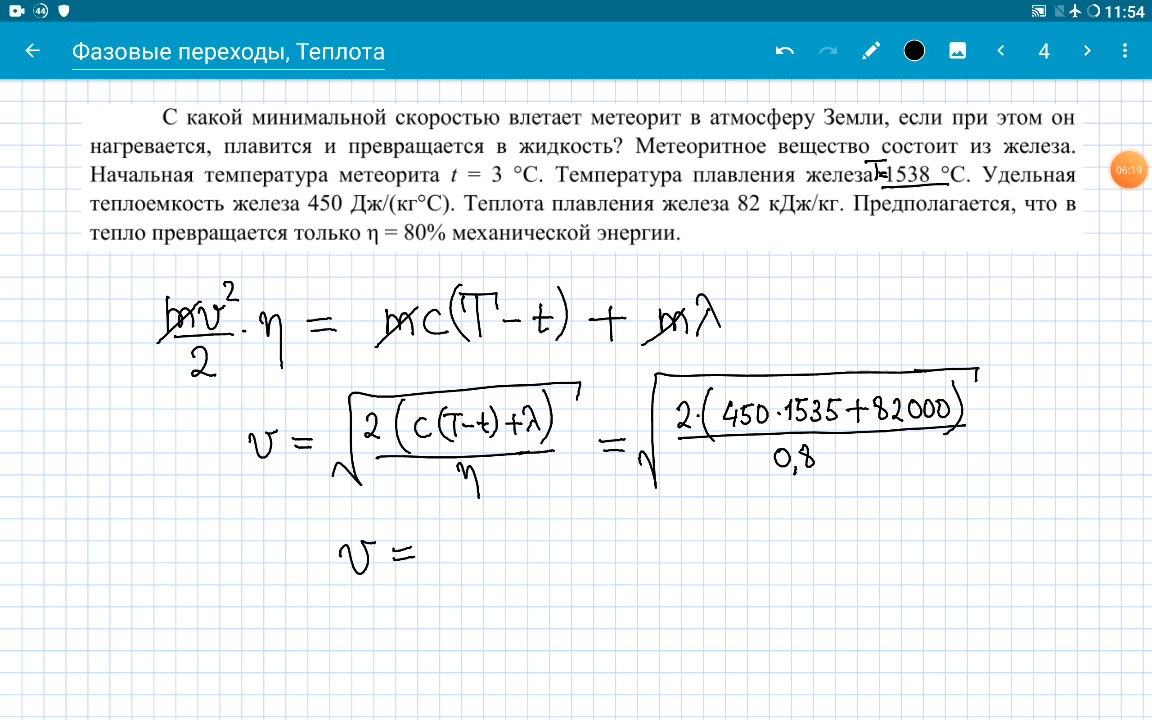 44 11:54
Фазовые переходы, Теплота 4
С какой минимальной скоростью влетает метеорит в атмосферу Земли, если при этом он
нагревается, плавится и превращается в жидкость? Метеоритное вещество состоит из железа.
Начальная температура метеорита t = 3 °С. Температура плавления железа T=1538 °С. Удельная
теплоемкость железа 450 Дж/(кг°С). Теплота плавления железа 82 кДж/кг. Предполагается, что в
тепло превращается только η = 80% механической энергии.
06:19
mv²/2 · η = mc(T-t) + mλ
v = √(2(c(T-t)+λ)/η) = √(2·(450·1535+82000)/0,8)
v =